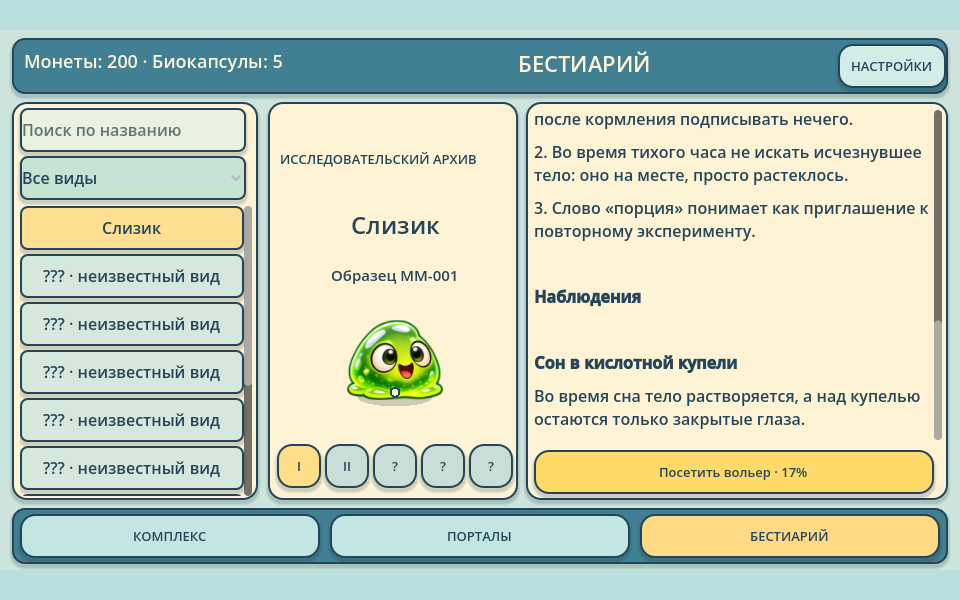 Монеты: 200 · Биокапсулы: 5
БЕСТИАРИЙ
НАСТРОЙКИ
Поиск по названию
Все виды
Слизик
??? · неизвестный вид
??? · неизвестный вид
??? · неизвестный вид
??? · неизвестный вид
??? · неизвестный вид
ИССЛЕДОВАТЕЛЬСКИЙ АРХИВ
Слизик
Образец ММ-001
I
II
?
?
?
после кормления подписывать нечего.
2. Во время тихого часа не искать исчезнувшее
тело: оно на месте, просто растеклось.
3. Слово «порция» понимает как приглашение к
повторному эксперименту.
Наблюдения
Сон в кислотной купели
Во время сна тело растворяется, а над купелью
остаются только закрытые глаза.
Посетить вольер · 17%
КОМПЛЕКС
ПОРТАЛЫ
БЕСТИАРИЙ